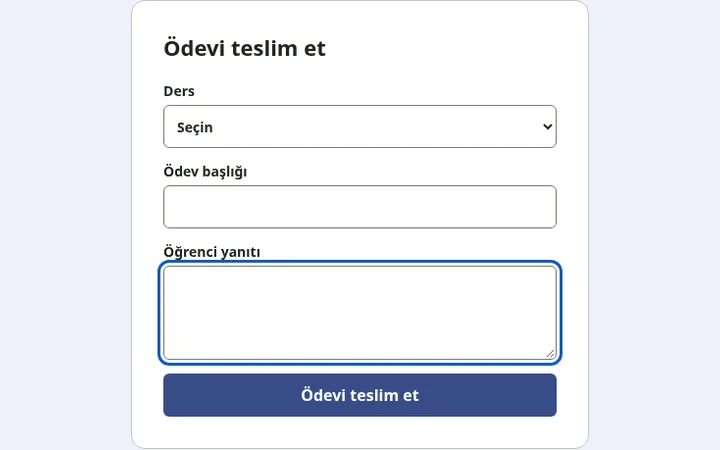 Ödevi teslim et
Ders
Seçin
Ödev başlığı
Öğrenci yanıtı
Ödevi teslim et